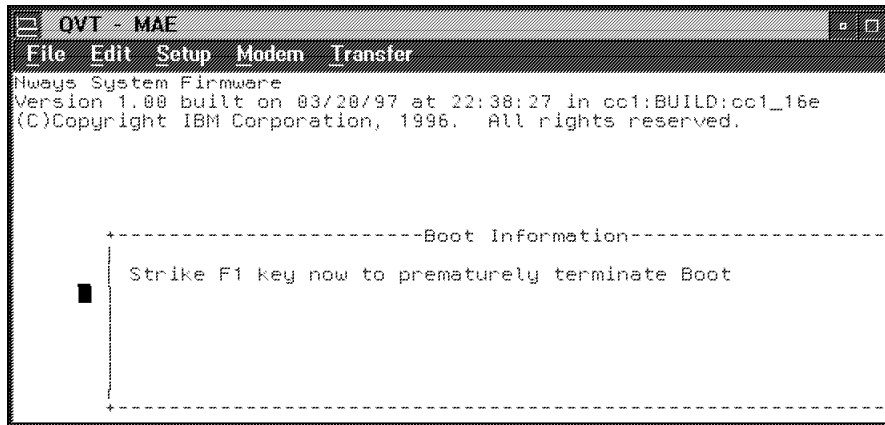 QVT - MAE
File Edit Setup Modem Transfer
Nways System Firmware
Version 1.00 built on 03/20/97 at 22:38:27 in cc1:BUILD:cc1_16e
(C)Copyright IBM Corporation, 1996. All rights reserved.
Boot Information
Strike F1 key now to prematurely terminate Boot